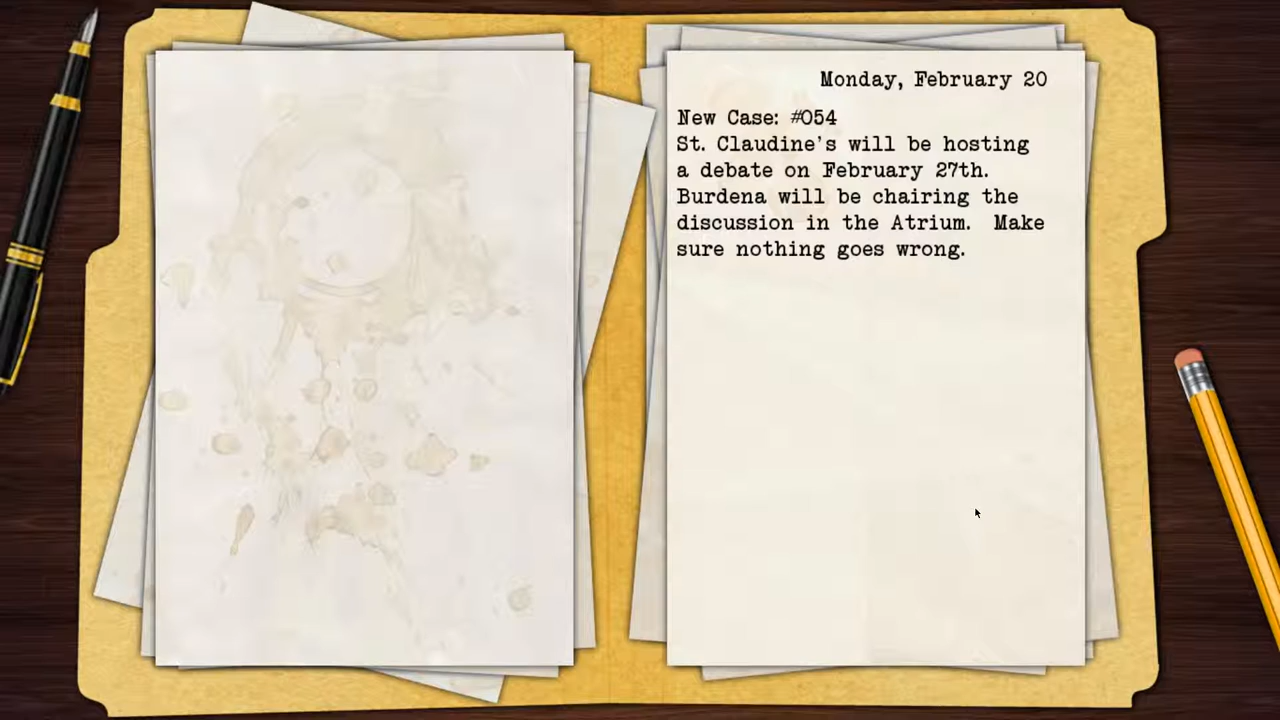 Monday, February 20
New Case: #054
St. Claudine's will be hosting
a debate on February 27th.
Burdena will be chairing the
discussion in the Atrium.  Make
sure nothing goes wrong.